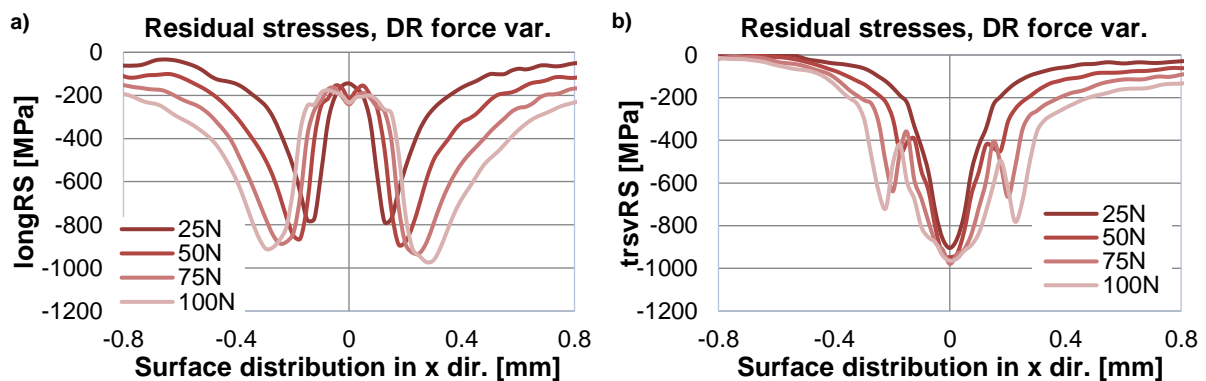 a)
Residual stresses, DR force var.
0
-200
-400
-600
-800
-1000
-1200
longRS [MPa]
25N
50N
75N
100N
-0.8 -0.4 0 0.4 0.8
Surface distribution in x dir. [mm]
b)
Residual stresses, DR force var.
0
-200
-400
-600
-800
-1000
-1200
trsvRS [MPa]
25N
50N
75N
100N
-0.8 -0.4 0 0.4 0.8
Surface distribution in x dir. [mm]